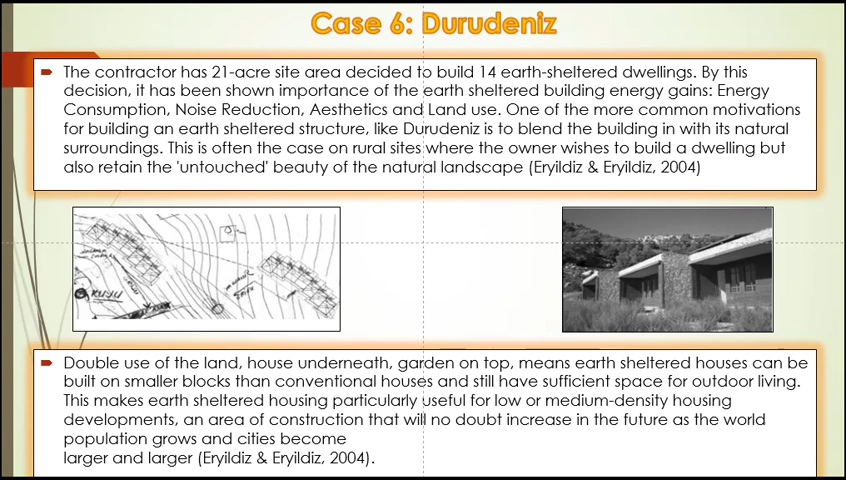 Case 6: Durudeniz
The contractor has 21-acre site area decided to build 14 earth-sheltered dwellings. By this
decision, it has been shown importance of the earth sheltered building energy gains: Energy
Consumption, Noise Reduction, Aesthetics and Land use. One of the more common motivations
for building an earth sheltered structure, like Durudeniz is to blend the building in with its natural
surroundings. This is often the case on rural sites where the owner wishes to build a dwelling but
also retain the 'untouched' beauty of the natural landscape (Eryildiz & Eryildiz, 2004)
KUYU
Double use of the land, house underneath, garden on top, means earth sheltered houses can be
built on smaller blocks than conventional houses and still have sufficient space for outdoor living.
This makes earth sheltered housing particularly useful for low or medium-density housing
developments, an area of construction that will no doubt increase in the future as the world
population grows and cities become
larger and larger (Eryildiz & Eryildiz, 2004).